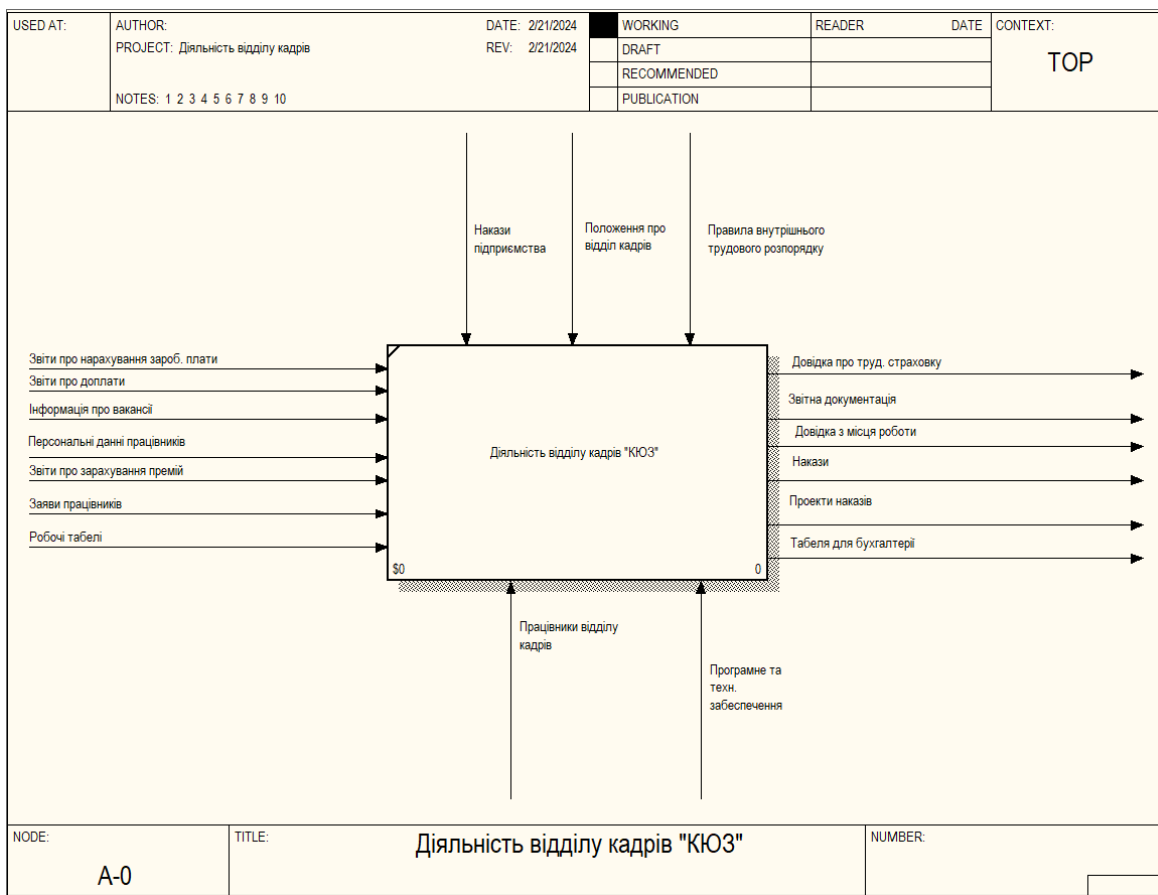 USED AT:
AUTHOR:
DATE: 2/21/2024
PROJECT: Діяльність відділу кадрів
REV: 2/21/2024
NOTES: 1 2 3 4 5 6 7 8 9 10
WORKING
DRAFT
RECOMMENDED
PUBLICATION
READER
DATE
CONTEXT:
TOP
Накази
підприємства
Положення про
відділ кадрів
Правила внутрішнього
трудового розпорядку
Звіти про нарахування зароб. плати
Звіти про доплати
Інформація про вакансії
Персональні данні працівників
Звіти про зарахування премій
Заяви працівників
Робочі табелі
Діяльність відділу кадрів "КЮЗ"
$0
0
Довідка про труд. страховку
Звітна документація
Довідка з місця роботи
Накази
Проекти наказів
Табеля для бухгалтерії
Працівники відділу
кадрів
Програмне та
техн.
забеспечення
NODE:
A-0
TITLE:
Діяльність відділу кадрів "КЮЗ"
NUMBER: